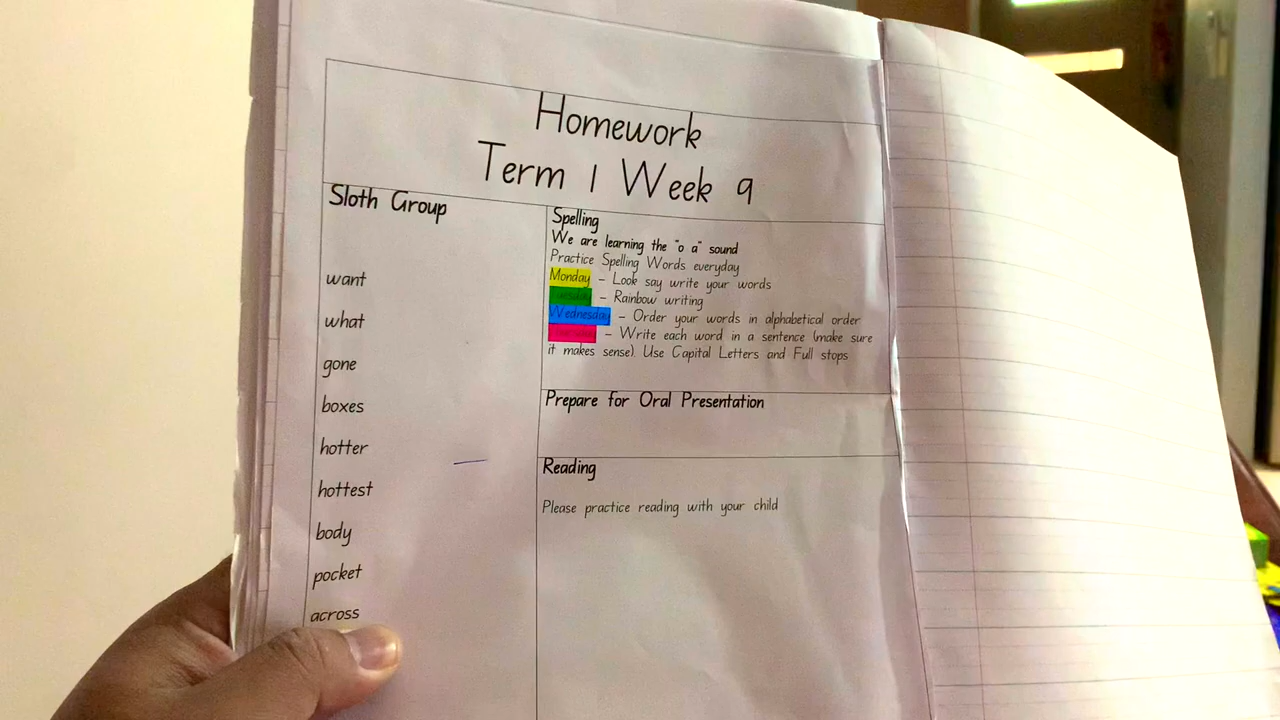 Homework
Term 1 Week 9
Sloth Group
want
what
gone
boxes
hotter
hottest
body
pocket
across
Spelling
We are learning the "o a" sound
Practice Spelling Words everyday
Monday - Look say write your words
Tuesday - Rainbow writing
Wednesday - Order your words in alphabetical order
- Write each word in a sentence (make sure
it makes sense). Use Capital Letters and Full stops
Prepare for Oral Presentation
Reading
Please practice reading with your child